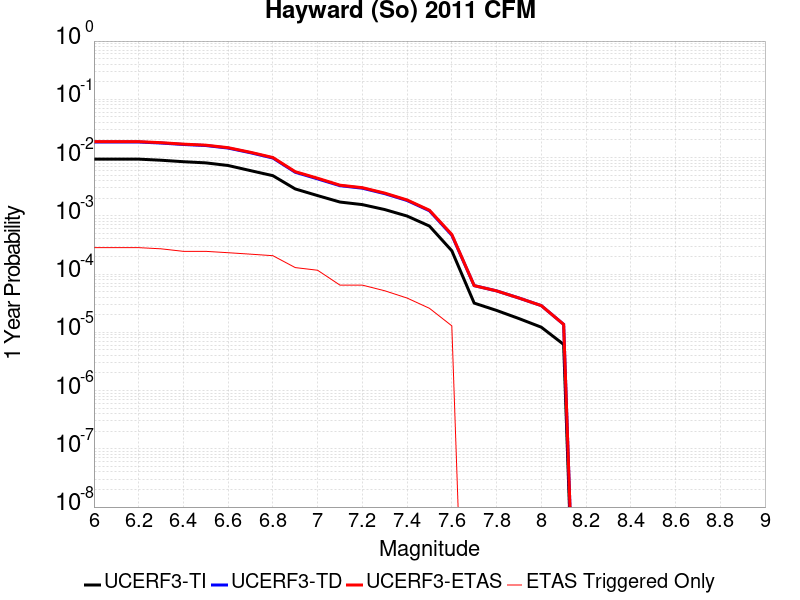 Hayward (So) 2011 CFM
10^0
10^-1
10^-2
10^-3
10^-4
10^-5
10^-6
10^-7
10^-8
1 Year Probability
6 6.2 6.4 6.6 6.8 7 7.2 7.4 7.6 7.8 8 8.2 8.4 8.6 8.8 9
Magnitude
UCERF3-TI UCERF3-TD UCERF3-ETAS ETAS Triggered Only